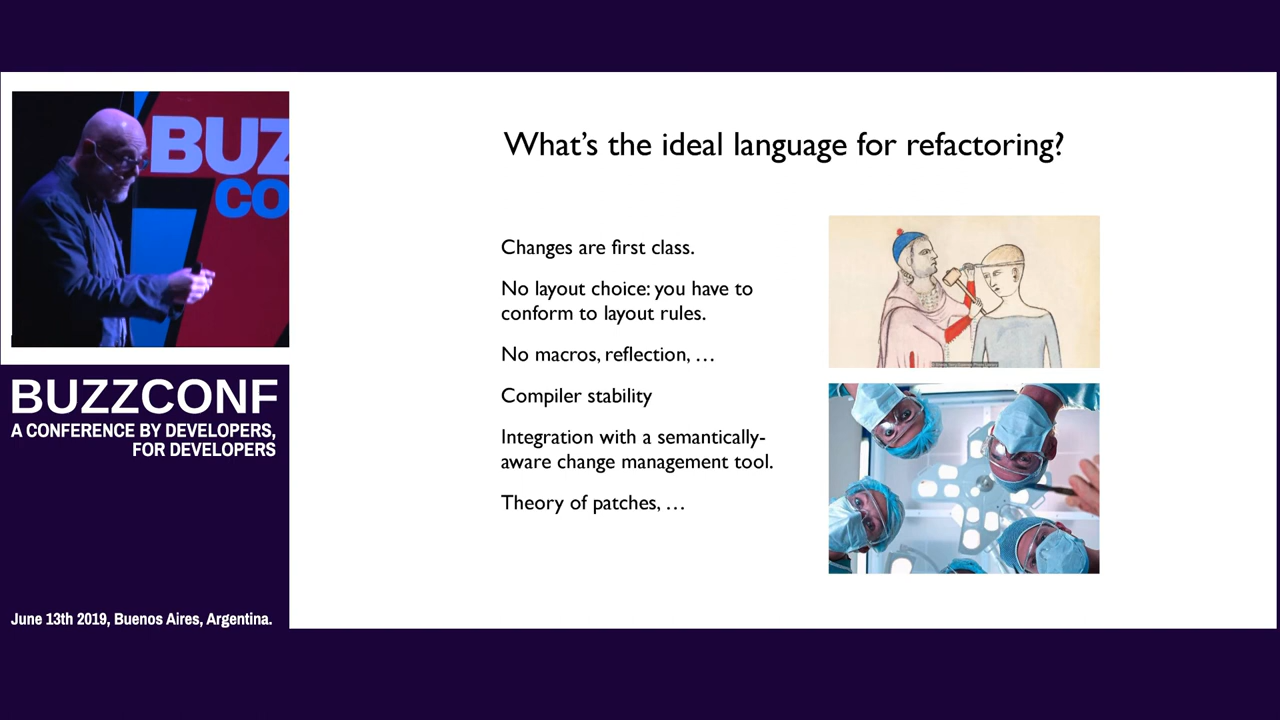 BUZ
CO
BUZZCONF
A CONFERENCE BY DEVELOPERS,
FOR DEVELOPERS
June 13th 2019, Buenos Aires, Argentina.
What's the ideal language for refactoring?
Changes are first class.
No layout choice: you have to
conform to layout rules.
No macros, reflection, …
Compiler stability
Integration with a semantically-
aware change management tool.
Theory of patches, …